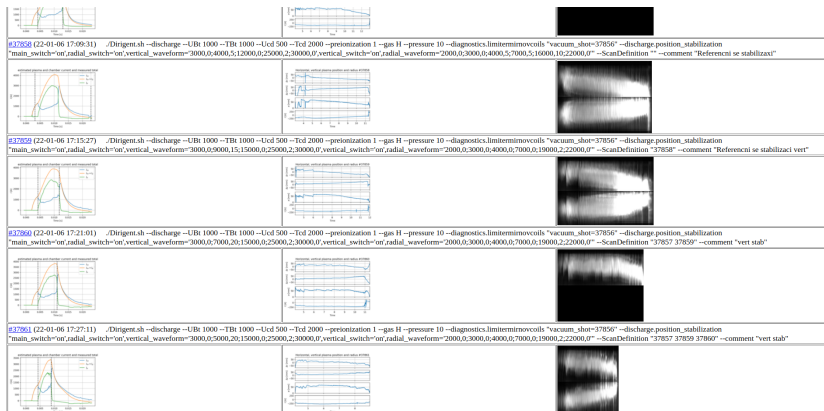 #37858 (22-01-06 17:09:31) ./Dirigent.sh --discharge --UBt 1000 --TBt 1000 --Ucd 500 --Tcd 2000 --preionization 1 --gas H --pressure 10 --diagnostics.limitermirnovcoils "vacuum_shot=37856" --discharge.position_stabilization
"main_switch='on',radial_switch='on',vertical_waveform='3000,0;4000,5;12000,0;25000,2;30000,0',vertical_switch='on',radial_waveform='2000,0;3000,0;4000,5;7000,5;16000,10;22000,0'" --ScanDefinition "" --comment "Referencni se stabilizaxi"
#37859 (22-01-06 17:15:27) ./Dirigent.sh --discharge --UBt 1000 --TBt 1000 --Ucd 500 --Tcd 2000 --preionization 1 --gas H --pressure 10 --diagnostics.limitermirnovcoils "vacuum_shot=37856" --discharge.position_stabilization
"main_switch='on',radial_switch='on',vertical_waveform='3000,0;9000,15;15000,0;25000,2;30000,0',vertical_switch='on',radial_waveform='2000,0;3000,0;4000,0;7000,0;19000,2;22000,0'" --ScanDefinition "37858" --comment "Referencni se stabilizaci vert"
#37860 (22-01-06 17:21:01) ./Dirigent.sh --discharge --UBt 1000 --TBt 1000 --Ucd 500 --Tcd 2000 --preionization 1 --gas H --pressure 10 --diagnostics.limitermirnovcoils "vacuum_shot=37856" --discharge.position_stabilization
"main_switch='on',radial_switch='on',vertical_waveform='3000,0;7000,20;15000,0;25000,2;30000,0',vertical_switch='on',radial_waveform='2000,0;3000,0;4000,0;7000,0;19000,2;22000,0'" --ScanDefinition "37857 37859" --comment "vert stab"
#37861 (22-01-06 17:27:11) ./Dirigent.sh --discharge --UBt 1000 --TBt 1000 --Ucd 500 --Tcd 2000 --preionization 1 --gas H --pressure 10 --diagnostics.limitermirnovcoils "vacuum_shot=37856" --discharge.position_stabilization
"main_switch='on',radial_switch='on',vertical_waveform='3000,0;5000,20;15000,0;25000,2;30000,0',vertical_switch='on',radial_waveform='2000,0;3000,0;4000,0;7000,0;19000,2;22000,0'" --ScanDefinition "37857 37859 37860" --comment "vert stab"